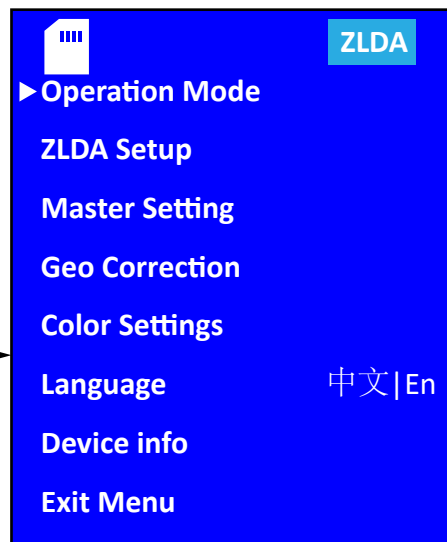 ZLDA
Operation Mode
ZLDA Setup
Master Setting
Geo Correction
Color Settings
Language 中文|En
Device info
Exit Menu